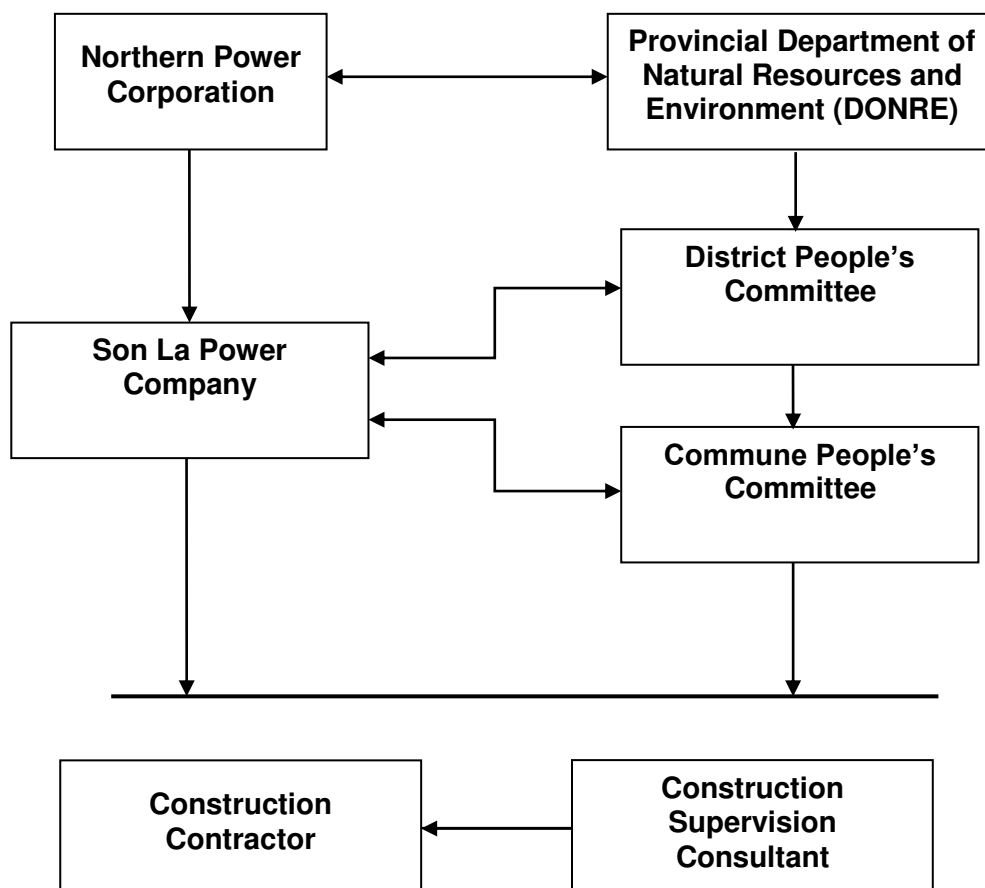 Northern Power
Corporation
Provincial Department of
Natural Resources and
Environment (DONRE)
District People’s
Committee
Son La Power
Company
Commune People’s
Committee
Construction
Contractor
Construction
Supervision
Consultant